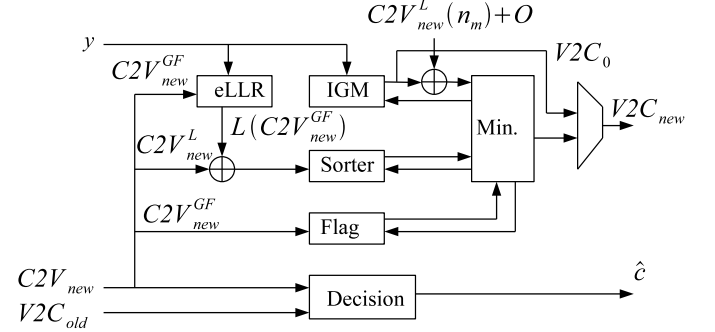 C2V^L_new(n_m)+O
y
V2C_0
C2V^GF_new
eLLR
IGM
V2C_new
L(C2V^GF_new)
Min.
C2V^L_new
Sorter
C2V^GF_new
Flag
C2V_new
ĉ
Decision
V2C_old